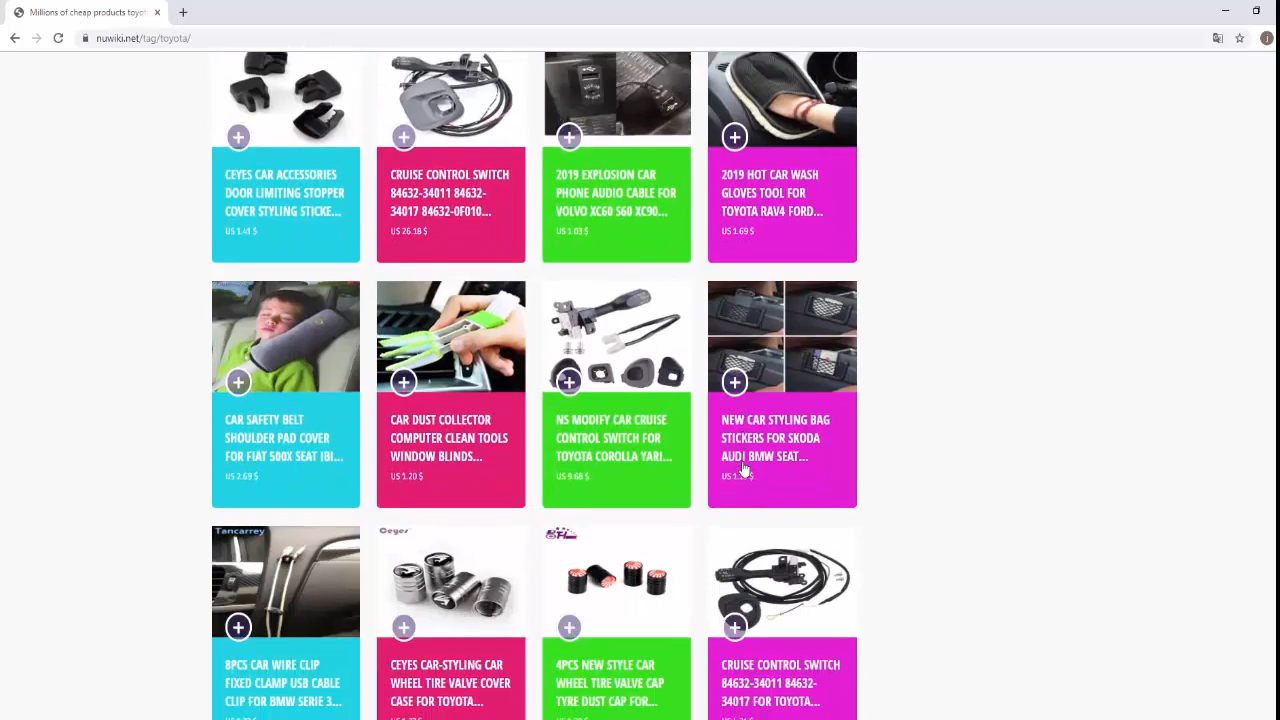 Millions of cheap products toyot
nuwiki.net/tag/toyota/
J
CEYES CAR ACCESSORIES
DOOR LIMITING STOPPER
COVER STYLING STICKE...
US 1.41 $
CRUISE CONTROL SWITCH
84632-34011 84632-
34017 84632-0F010...
US 26.18 $
2019 EXPLOSION CAR
PHONE AUDIO CABLE FOR
VOLVO XC60 S60 XC90...
US 1.03 $
2019 HOT CAR WASH
GLOVES TOOL FOR
TOYOTA RAV4 FORD...
US 1.69 $
CAR SAFETY BELT
SHOULDER PAD COVER
FOR FIAT 500X SEAT IBI...
US 2.69 $
CAR DUST COLLECTOR
COMPUTER CLEAN TOOLS
WINDOW BLINDS...
US 1.20 $
NS MODIFY CAR CRUISE
CONTROL SWITCH FOR
TOYOTA COROLLA YARI...
US 9.68 $
NEW CAR STYLING BAG
STICKERS FOR SKODA
AUDI BMW SEAT...
Tancarrey
8PCS CAR WIRE CLIP
FIXED CLAMP USB CABLE
CLIP FOR BMW SERIE 3...
Ceyes
CEYES CAR-STYLING CAR
WHEEL TIRE VALVE COVER
CASE FOR TOYOTA...
4PCS NEW STYLE CAR
WHEEL TIRE VALVE CAP
TYRE DUST CAP FOR...
CRUISE CONTROL SWITCH
84632-34011 84632-
34017 FOR TOYOTA...